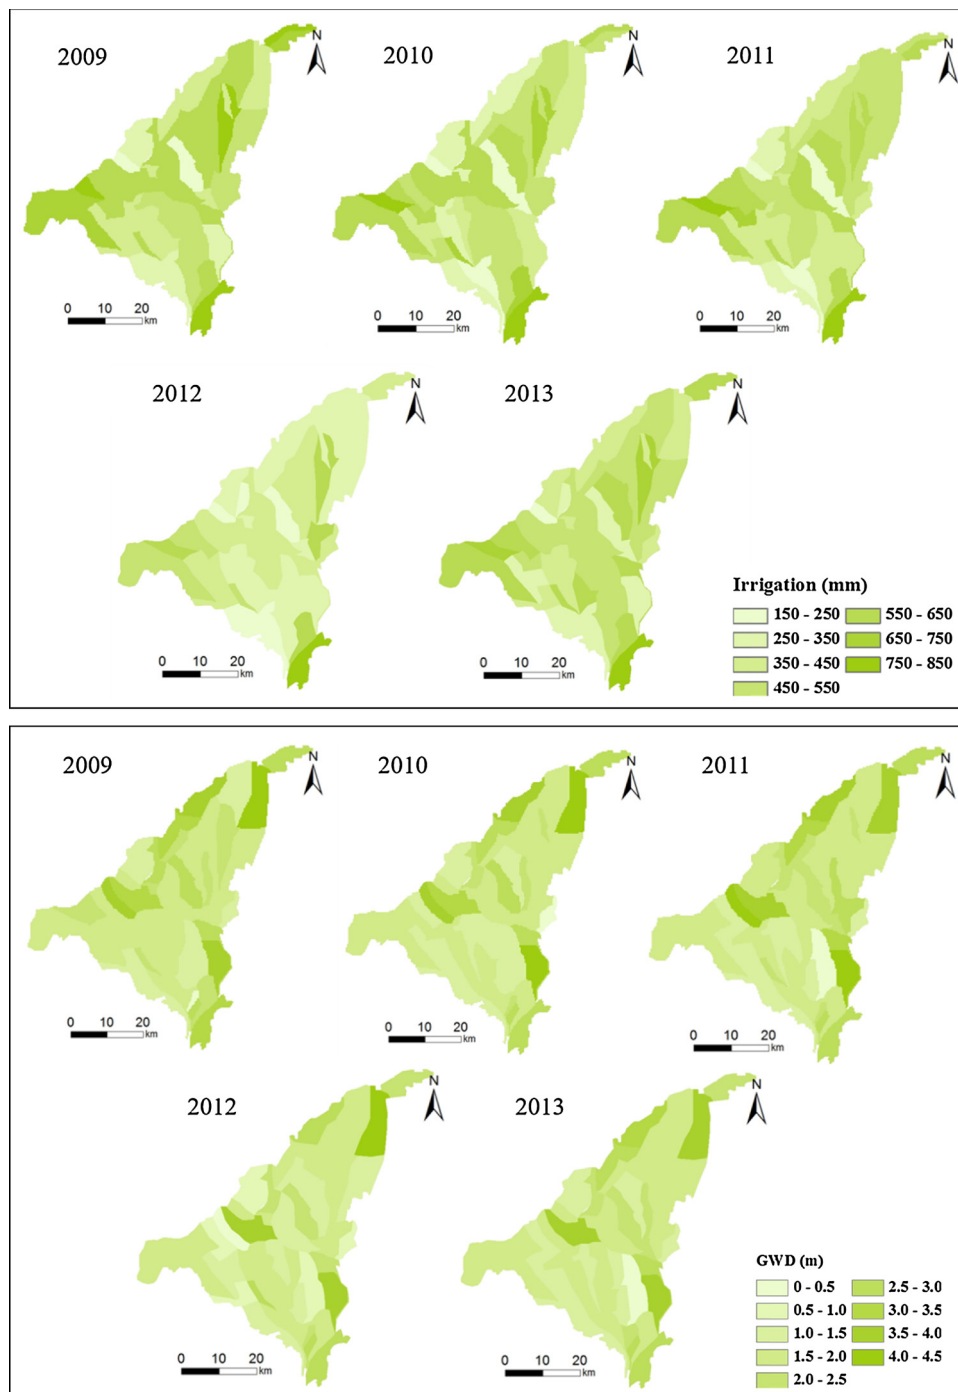 2009
N
2010
N
2011
N
0 10 20
km
0 10 20
km
0 10 20
km
2012
N
2013
N
0 10 20
km
0 10 20
km
Irrigation (mm)
150 - 250
550 - 650
250 - 350
650 - 750
350 - 450
750 - 850
450 - 550
2009
N
2010
N
2011
N
0 10 20
km
0 10 20
km
0 10 20
km
2012
N
2013
N
0 10 20
km
0 10 20
km
GWD (m)
0 - 0.5
2.5 - 3.0
0.5 - 1.0
3.0 - 3.5
1.0 - 1.5
3.5 - 4.0
1.5 - 2.0
4.0 - 4.5
2.0 - 2.5